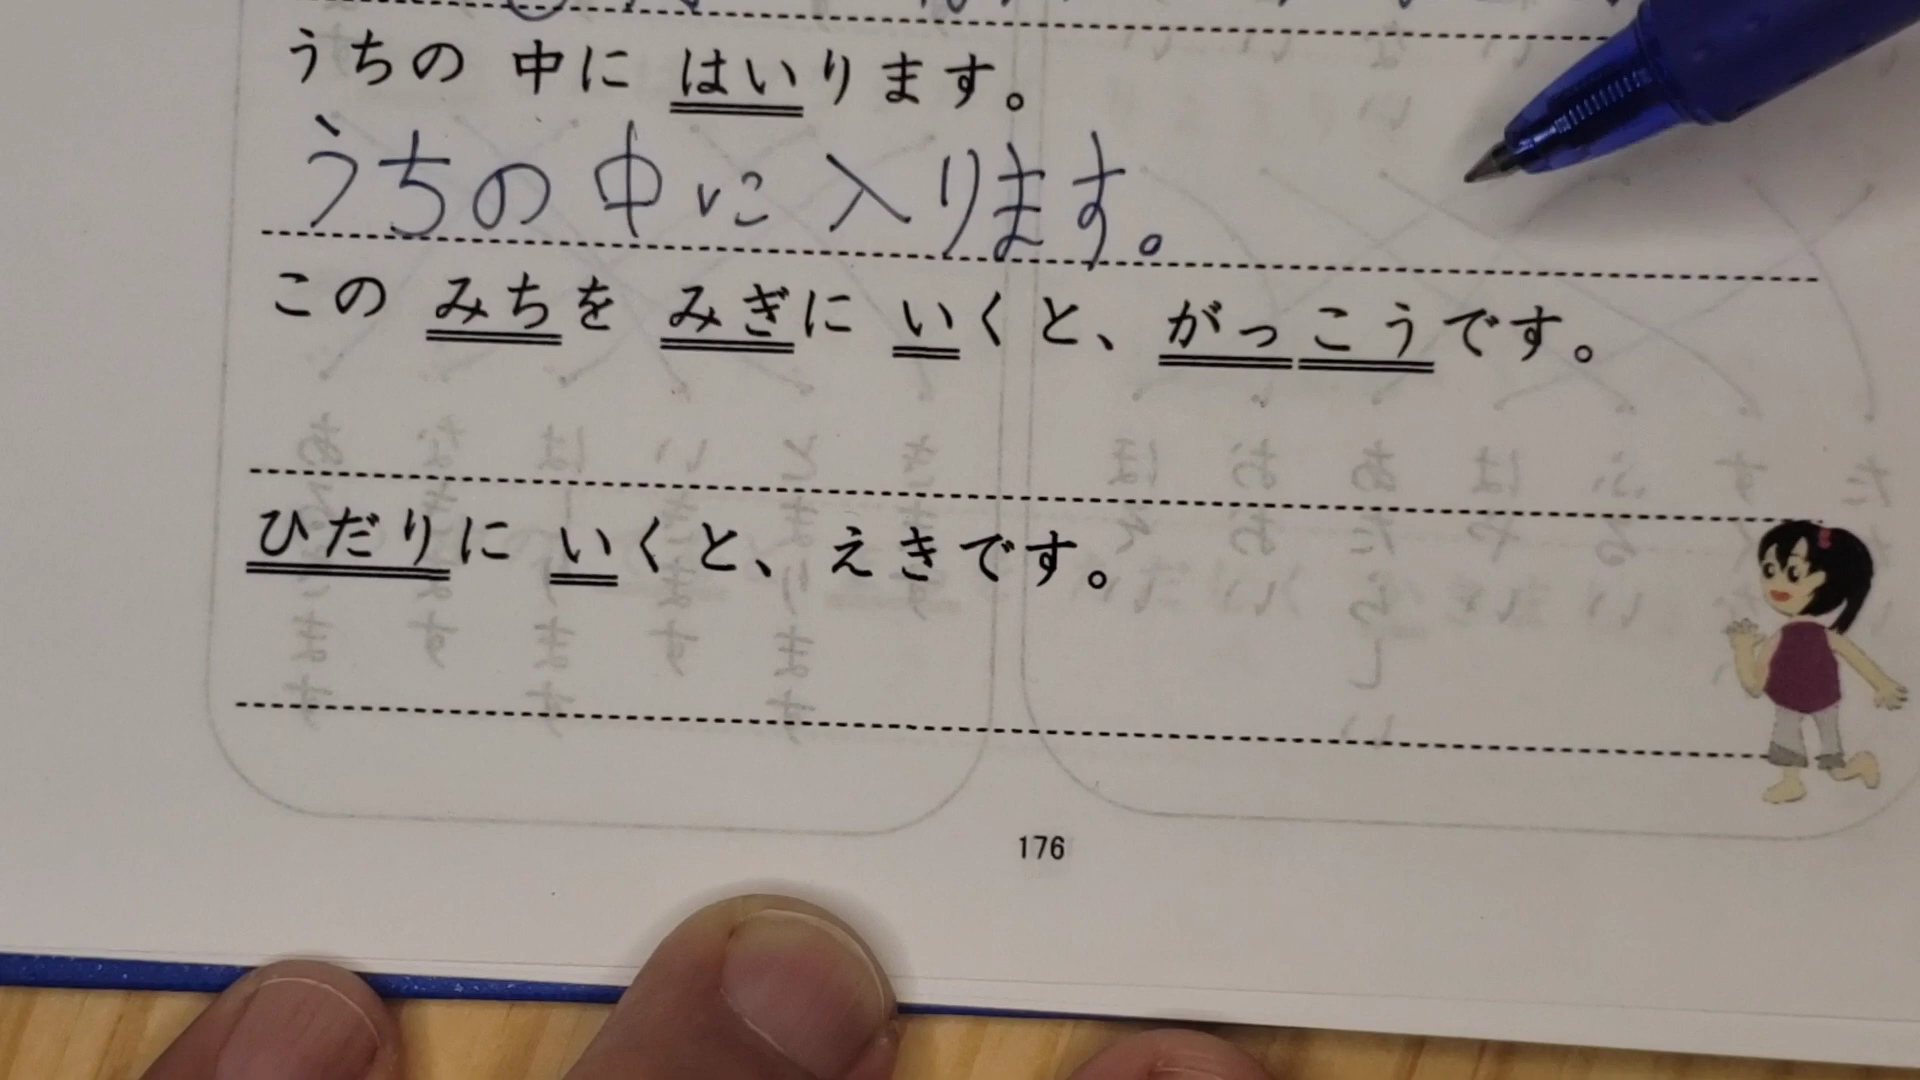 うちの 中に はいります。
うちの 中に 入ります。
この みちを みぎに いくと、がっこうです。
ひだりに いくと、えきです。
176